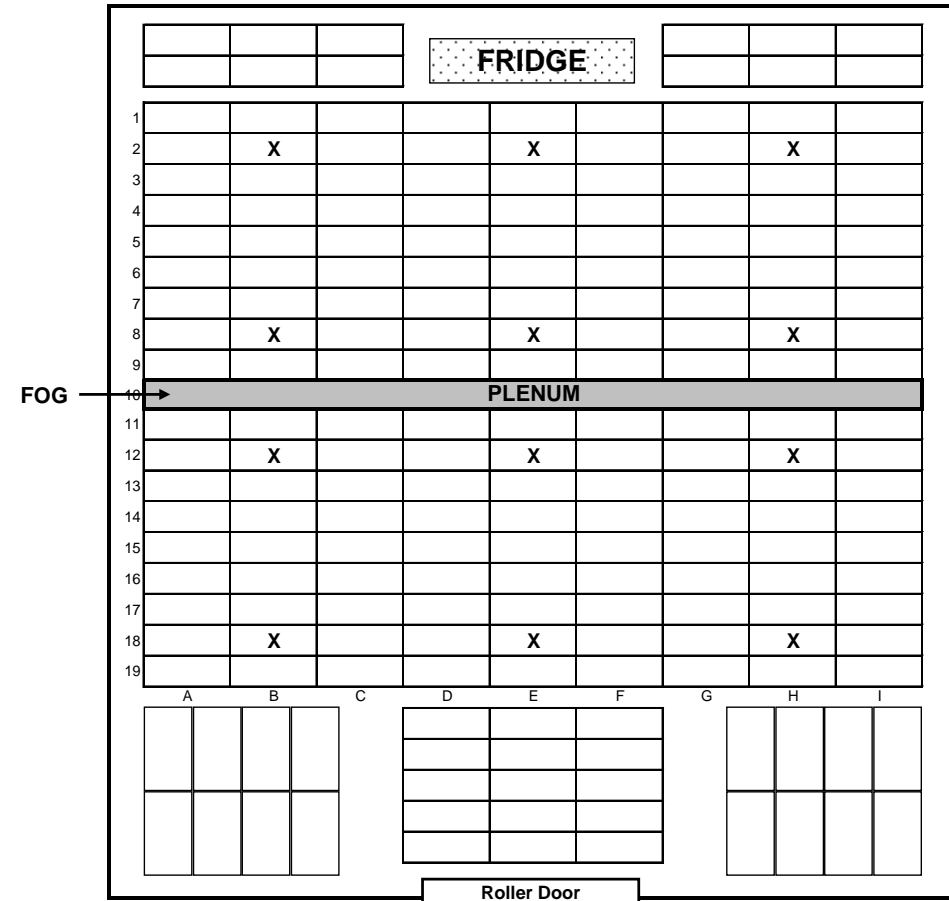 FRIDGE
1
2 X X X
3
4
5
6
7
8 X X X
9
FOG 10 PLENUM
11
12 X X X
13
14
15
16
17
18 X X X
19
A B C D E F G H I
Roller Door